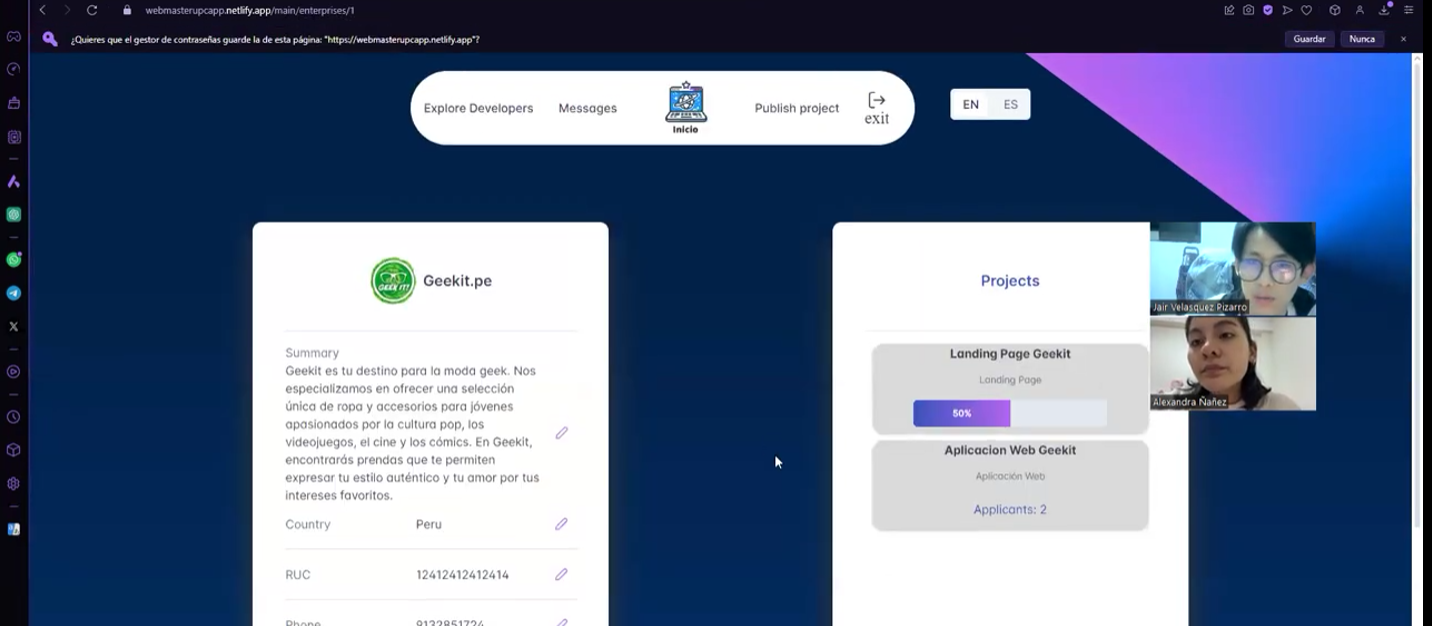 webmasterupcapp.netlify.app/main/enterprises/1
¿Quieres que el gestor de contraseñas guarde la de esta página: "https://webmasterupcapp.netlify.app"?
Guardar
Nunca
Explore Developers
Messages
Inicio
Publish project
exit
EN
ES
GEEK IT!
Geekit.pe
Summary
Geekit es tu destino para la moda geek. Nos
especializamos en ofrecer una selección
única de ropa y accesorios para jóvenes
apasionados por la cultura pop, los
videojuegos, el cine y los cómics. En Geekit,
encontrarás prendas que te permiten
expresar tu estilo auténtico y tu amor por tus
intereses favoritos.
Country
Peru
RUC
12412412412414
Phone
9132851724
Projects
Landing Page Geekit
Landing Page
50%
Aplicacion Web Geekit
Aplicación Web
Applicants: 2
Jair Velasquez Pizarro
Alexandra Ñañez